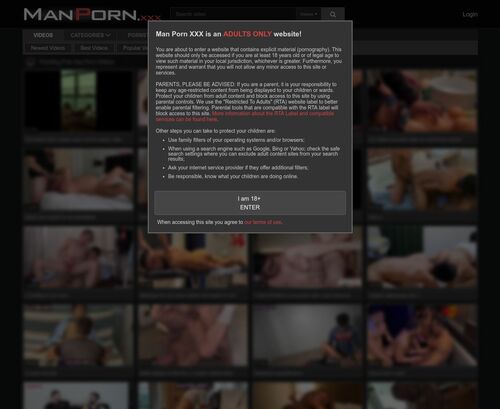 MANPORN.XXX
Search
Videos
Login
VIDEOS
CATEGORIES
Newest Videos
Best Videos
Man Porn XXX is an ADULTS ONLY website!
You are about to enter a website that contains explicit material (pornography). This
website should only be accessed if you are at least 18 years old or of legal age to
view such material in your local jurisdiction, whichever is greater. Furthermore, you
represent and warrant that you will not allow any minor access to this site or
services.
PARENTS, PLEASE BE ADVISED: If you are a parent, it is your responsibility to
keep any age-restricted content from being displayed to your children or wards.
Protect your children from adult content and block access to this site by using
parental controls. We use the "Restricted To Adults" (RTA) website label to better
enable parental filtering. Parental tools that are compatible with the RTA label will
block access to this site. More information about the RTA Label and compatible
services can be found here.
Other steps you can take to protect your children are:
Use family filters of your operating systems and/or browsers;
When using a search engine such as Google, Bing or Yahoo; check the safe
search settings where you can exclude adult content sites from your search
results;
Ask your internet service provider if they offer additional filters;
Be responsible, know what your children are doing online.
I am 18+
ENTER
When accessing this site you agree to our terms of use.